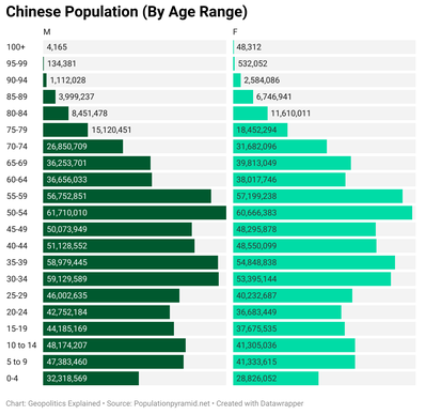 Chinese Population (By Age Range)
M F
100+ 4,165 48,312
95-99 134,381 532,052
90-94 1,112,028 2,584,086
85-89 3,999,237 6,746,941
80-84 8,451,478 11,610,011
75-79 15,120,451 18,452,294
70-74 26,850,709 31,682,096
65-69 36,253,701 39,813,049
60-64 36,656,033 38,017,746
55-59 56,752,851 57,199,238
50-54 61,710,010 60,666,383
45-49 50,073,949 48,295,878
40-44 51,128,552 48,550,099
35-39 58,979,445 54,848,838
30-34 59,129,589 53,395,144
25-29 46,002,635 40,232,687
20-24 42,752,184 36,683,449
15-19 44,185,169 37,675,535
10 to 14 48,174,207 41,305,036
5 to 9 47,383,460 41,333,615
0-4 32,318,569 28,826,052
Chart: Geopolitics Explained • Source: Populationpyramid.net • Created with Datawrapper